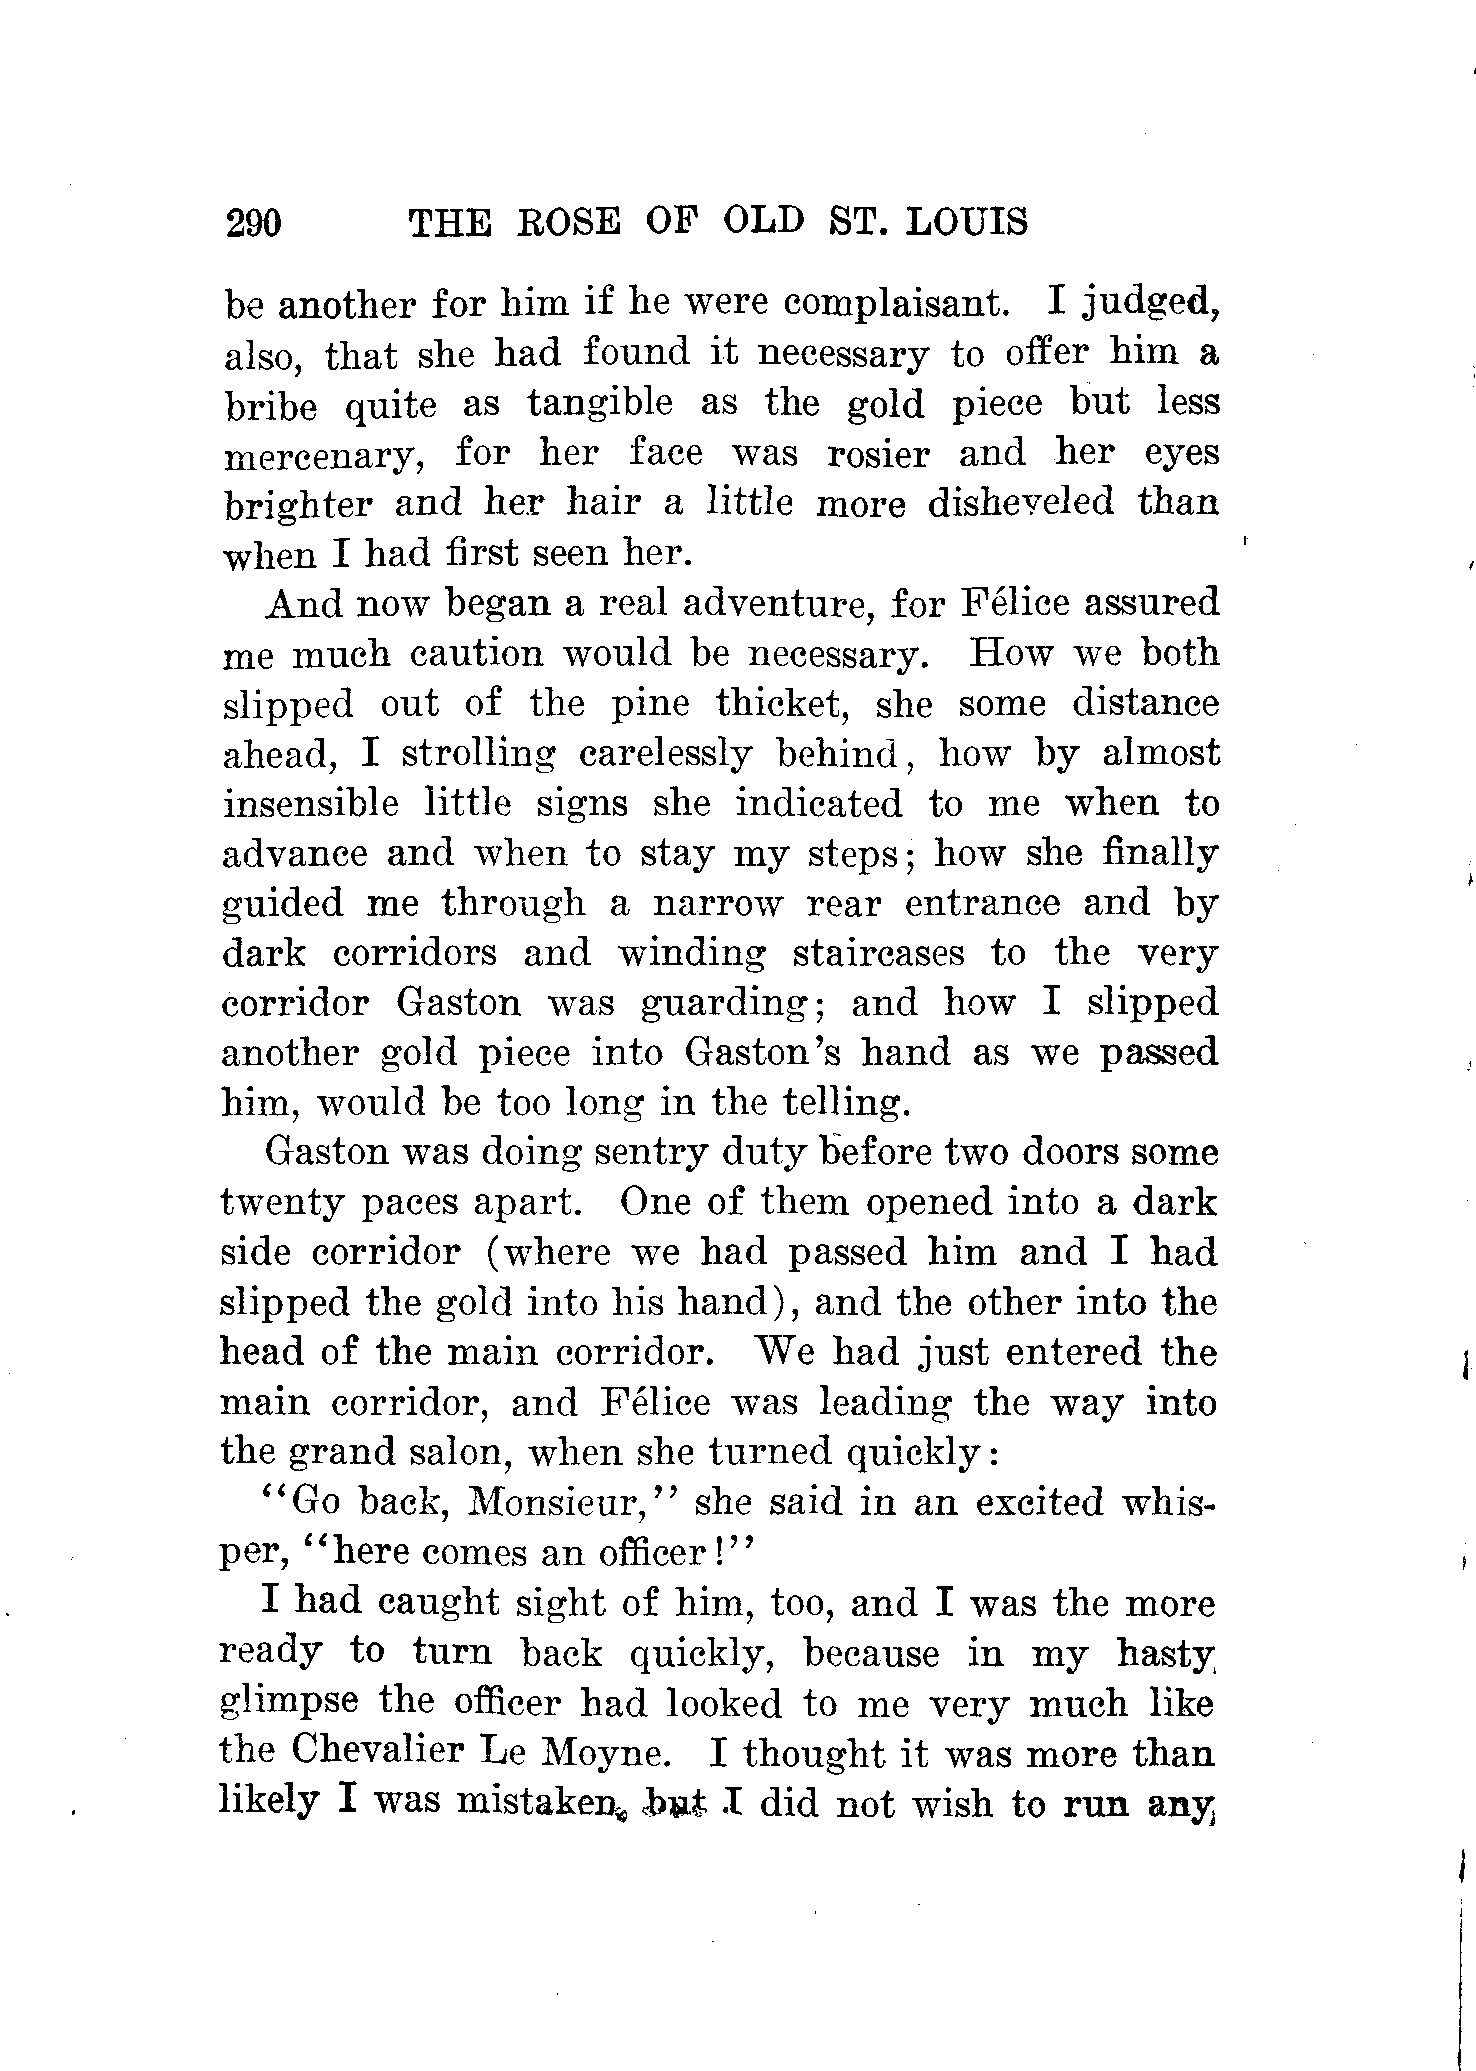 290 THE ROSE OF OLD ST. LOUIS
be another for him if he were complaisant. I judged,
also, that she had found it necessary to offer him a
bribe quite as tangible as the gold piece but less
mercenary, for her face was rosier and her eyes
brighter and her hair a little more disheveled than
when I had first seen her.
And now began a real adventure, for Félice assured
me much caution would be necessary. How we both
slipped out of the pine thicket, she some distance
ahead, I strolling carelessly behind, how by almost
insensible little signs she indicated to me when to
advance and when to stay my steps; how she finally
guided me through a narrow rear entrance and by
dark corridors and winding staircases to the very
corridor Gaston was guarding; and how I slipped
another gold piece into Gaston's hand as we passed
him, would be too long in the telling.
Gaston was doing sentry duty before two doors some
twenty paces apart. One of them opened into a dark
side corridor (where we had passed him and I had
slipped the gold into his hand), and the other into the
head of the main corridor. We had just entered the
main corridor, and Félice was leading the way into
the grand salon, when she turned quickly:
"Go back, Monsieur," she said in an excited whis-
per, "here comes an officer!"
I had caught sight of him, too, and I was the more
ready to turn back quickly, because in my hasty
glimpse the officer had looked to me very much like
the Chevalier Le Moyne. I thought it was more than
likely I was mistaken, but I did not wish to run any